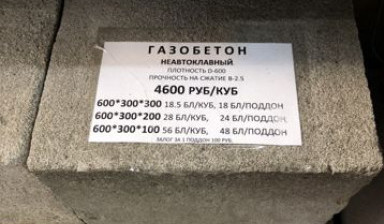 ГАЗОБЕТОН
НЕАВТОКЛАВНЫЙ
ПЛОТНОСТЬ D-600
ПРОЧНОСТЬ НА СЖАТИЕ B-2.5
4600 РУБ/КУБ
600*300*300 18.5 БЛ/КУБ, 18 БЛ/ПОДДОН
600*300*200 28 БЛ/КУБ, 24 БЛ/ПОДДОН
600*300*100 56 БЛ/КУБ, 48 БЛ/ПОДДОН
ЗАЛОГ ЗА 1 ПОДДОН 100 РУБ.